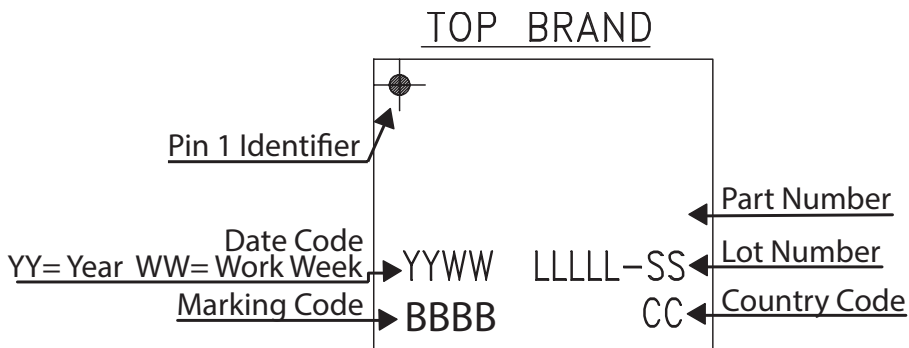 TOP BRAND
Pin 1 Identifier
Part Number
Date Code
YY= Year WW= Work Week
YYWW LLLLL-SS
Lot Number
Marking Code
BBBB
CC
Country Code